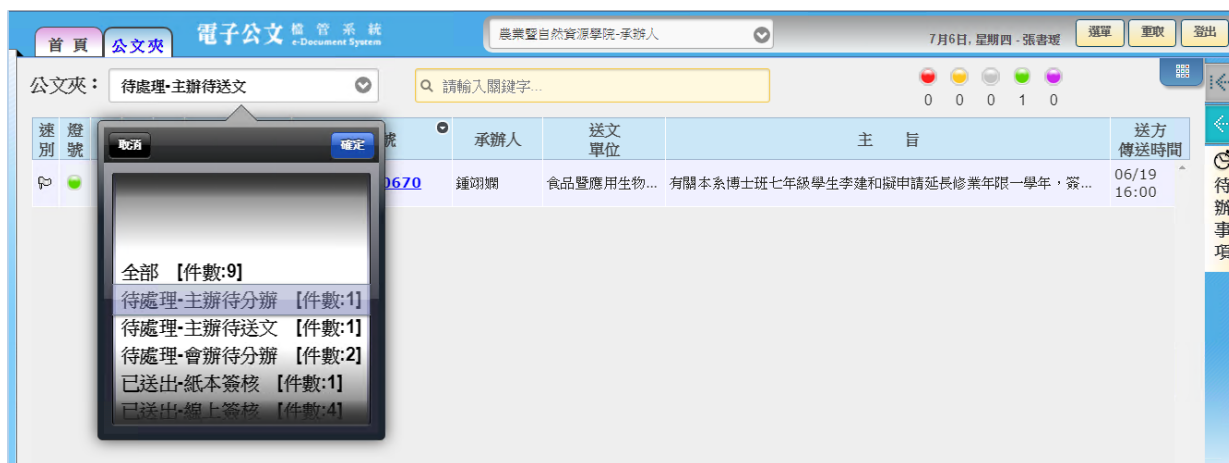 首頁 公文夾 電子公文 檔管系統 e-Document System 農業暨自然資源學院-承辦人 7月6日, 星期四 - 張書瑗 選單 重取 登出
公文夾： 待處理-主辦待送文 請輸入關鍵字...
0 0 0 1 0
速別 燈號 號 承辦人 送文單位 主旨 送方傳送時間
0670 鍾翊嫻 食品暨應用生物... 有關本系博士班七年級學生李建和擬申請延長修業年限一學年，簽... 06/19 16:00
取消 確定
全部 【件數:9】
待處理-主辦待分辦 【件數:1】
待處理-主辦待送文 【件數:1】
待處理-會辦待分辦 【件數:2】
已送出-紙本簽核 【件數:1】
已送出-線上簽核 【件數:4】
待辦事項